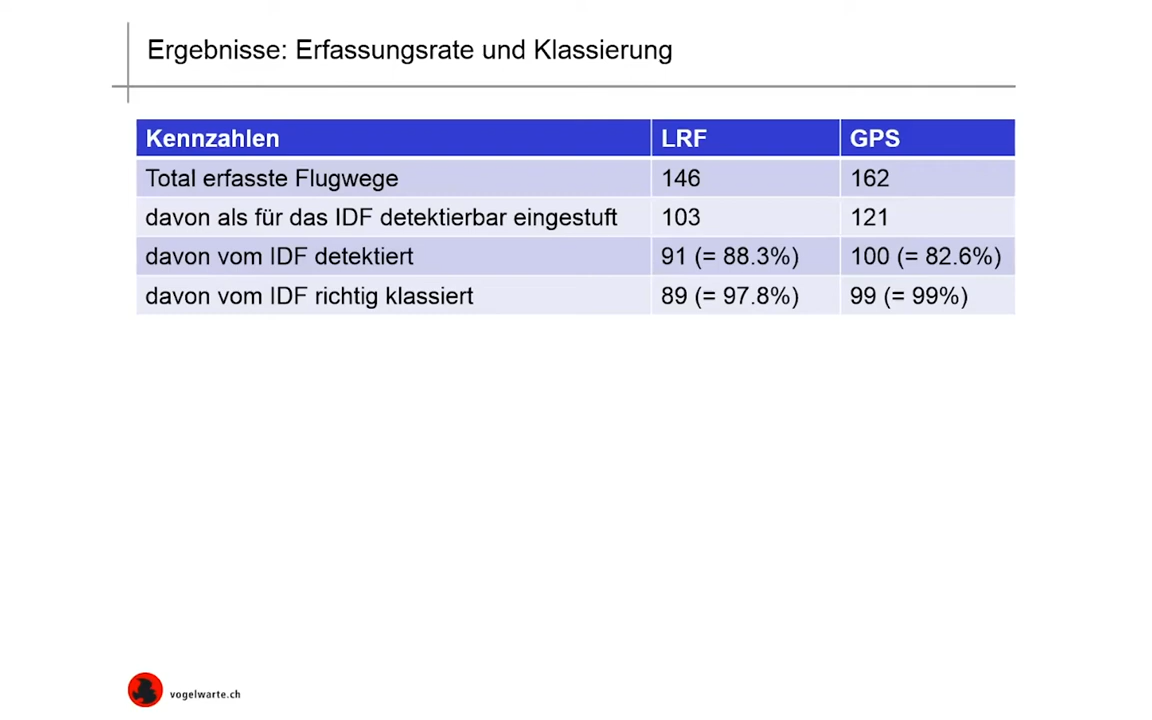 Ergebnisse: Erfassungsrate und Klassierung
Kennzahlen LRF GPS
Total erfasste Flugwege 146 162
davon als für das IDF detektierbar eingestuft 103 121
davon vom IDF detektiert 91 (= 88.3%) 100 (= 82.6%)
davon vom IDF richtig klassiert 89 (= 97.8%) 99 (= 99%)
vogelwarte.ch